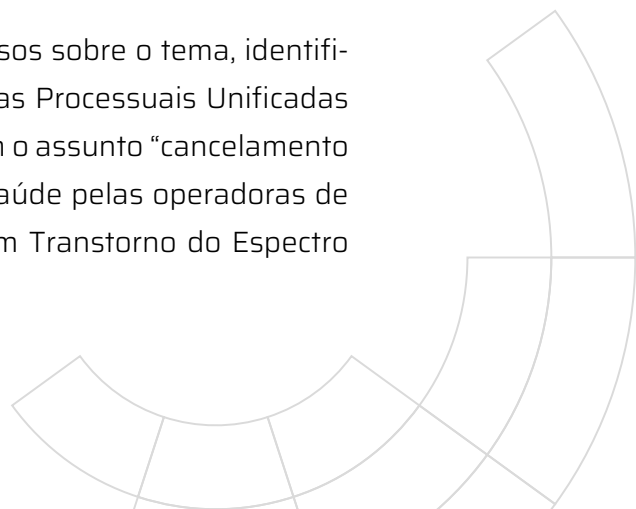 sos sobre o tema, identifi-
as Processuais Unificadas
o assunto “cancelamento
aúde pelas operadoras de
m Transtorno do Espectro